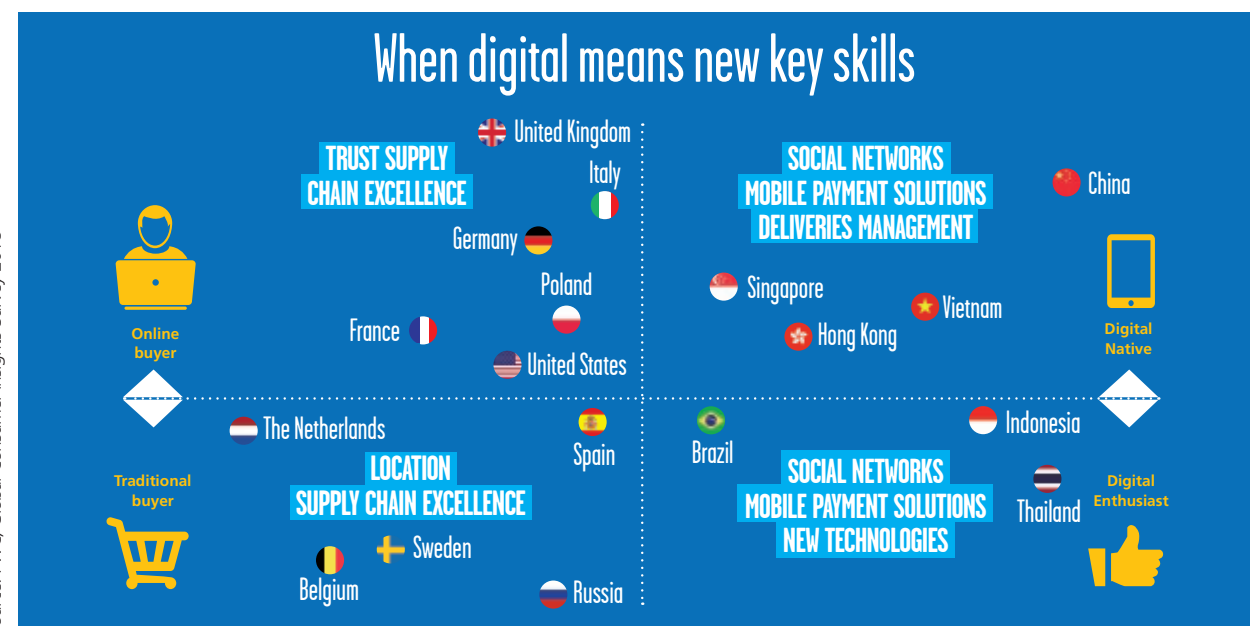 When digital means new key skills
United Kingdom
TRUST SUPPLY
CHAIN EXCELLENCE
Italy
Germany
Poland
France
United States
Online
buyer
SOCIAL NETWORKS
MOBILE PAYMENT SOLUTIONS
DELIVERIES MANAGEMENT
China
Singapore
Vietnam
Hong Kong
Digital
Native
The Netherlands
Spain
LOCATION
SUPPLY CHAIN EXCELLENCE
Traditional
buyer
Sweden
Belgium
Russia
Brazil
Indonesia
SOCIAL NETWORKS
MOBILE PAYMENT SOLUTIONS
NEW TECHNOLOGIES
Thailand
Digital
Enthusiast